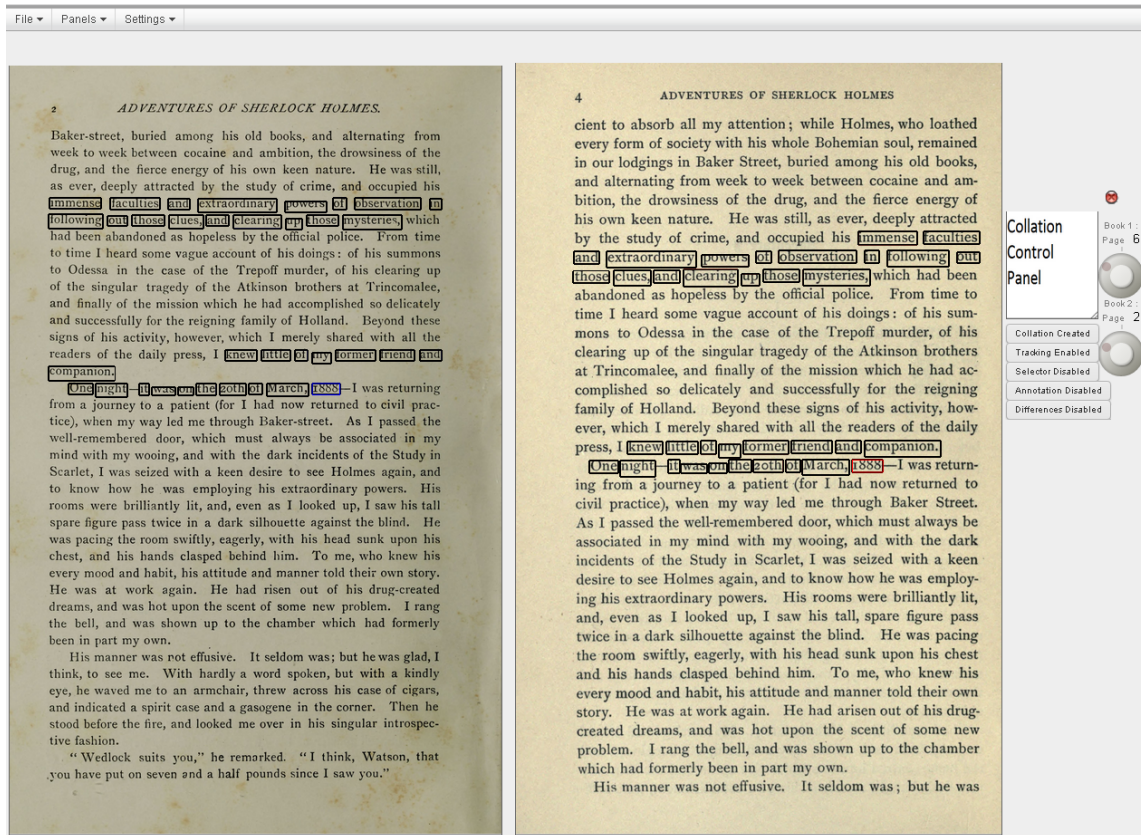 File Panels Settings
2 ADVENTURES OF SHERLOCK HOLMES.
Baker-street, buried among his old books, and alternating from
week to week between cocaine and ambition, the drowsiness of the
drug, and the fierce energy of his own keen nature. He was still,
as ever, deeply attracted by the study of crime, and occupied his
immense faculties and extraordinary powers of observation in
following out those clues, and clearing up those mysteries, which
had been abandoned as hopeless by the official police. From time
to time I heard some vague account of his doings: of his summons
to Odessa in the case of the Trepoff murder, of his clearing up
of the singular tragedy of the Atkinson brothers at Trincomalee,
and finally of the mission which he had accomplished so delicately
and successfully for the reigning family of Holland. Beyond these
signs of his activity, however, which I merely shared with all the
readers of the daily press, I knew little of my former friend and
companion.
One night—it was on the 20th of March, 1888—I was returning
from a journey to a patient (for I had now returned to civil prac-
tice), when my way led me through Baker-street. As I passed the
well-remembered door, which must always be associated in my
mind with my wooing, and with the dark incidents of the Study in
Scarlet, I was seized with a keen desire to see Holmes again, and
to know how he was employing his extraordinary powers. His
rooms were brilliantly lit, and, even as I looked up, I saw his tall
spare figure pass twice in a dark silhouette against the blind. He
was pacing the room swiftly, eagerly, with his head sunk upon his
chest, and his hands clasped behind him. To me, who knew his
every mood and habit, his attitude and manner told their own story.
He was at work again. He had risen out of his drug-created
dreams, and was hot upon the scent of some new problem. I rang
the bell, and was shown up to the chamber which had formerly
been in part my own.
His manner was not effusive. It seldom was; but he was glad, I
think, to see me. With hardly a word spoken, but with a kindly
eye, he waved me to an armchair, threw across his case of cigars,
and indicated a spirit case and a gasogene in the corner. Then he
stood before the fire, and looked me over in his singular introspec-
tive fashion.
“Wedlock suits you,” he remarked. “I think, Watson, that
you have put on seven and a half pounds since I saw you.”
4 ADVENTURES OF SHERLOCK HOLMES
cient to absorb all my attention; while Holmes, who loathed
every form of society with his whole Bohemian soul, remained
in our lodgings in Baker Street, buried among his old books,
and alternating from week to week between cocaine and am-
bition, the drowsiness of the drug, and the fierce energy of
his own keen nature. He was still, as ever, deeply attracted
by the study of crime, and occupied his immense faculties
and extraordinary powers of observation in following out
those clues, and clearing up those mysteries, which had been
abandoned as hopeless by the official police. From time to
time I heard some vague account of his doings: of his sum-
mons to Odessa in the case of the Trepoff murder, of his
clearing up of the singular tragedy of the Atkinson brothers
at Trincomalee, and finally of the mission which he had ac-
complished so delicately and successfully for the reigning
family of Holland. Beyond these signs of his activity, how-
ever, which I merely shared with all the readers of the daily
press, I knew little of my former friend and companion.
One night—it was on the 20th of March, 1888—I was return-
ing from a journey to a patient (for I had now returned to
civil practice), when my way led me through Baker Street.
As I passed the well-remembered door, which must always be
associated in my mind with my wooing, and with the dark
incidents of the Study in Scarlet, I was seized with a keen
desire to see Holmes again, and to know how he was employ-
ing his extraordinary powers. His rooms were brilliantly lit,
and, even as I looked up, I saw his tall, spare figure pass
twice in a dark silhouette against the blind. He was pacing
the room swiftly, eagerly, with his head sunk upon his chest
and his hands clasped behind him. To me, who knew his
every mood and habit, his attitude and manner told their own
story. He was at work again. He had arisen out of his drug-
created dreams, and was hot upon the scent of some new
problem. I rang the bell, and was shown up to the chamber
which had formerly been in part my own.
His manner was not effusive. It seldom was; but he was
Collation
Control
Panel
Book 1 :
Page 6
Book 2 :
Page 2
Collation Created
Tracking Enabled
Selector Disabled
Annotation Disabled
Differences Disabled